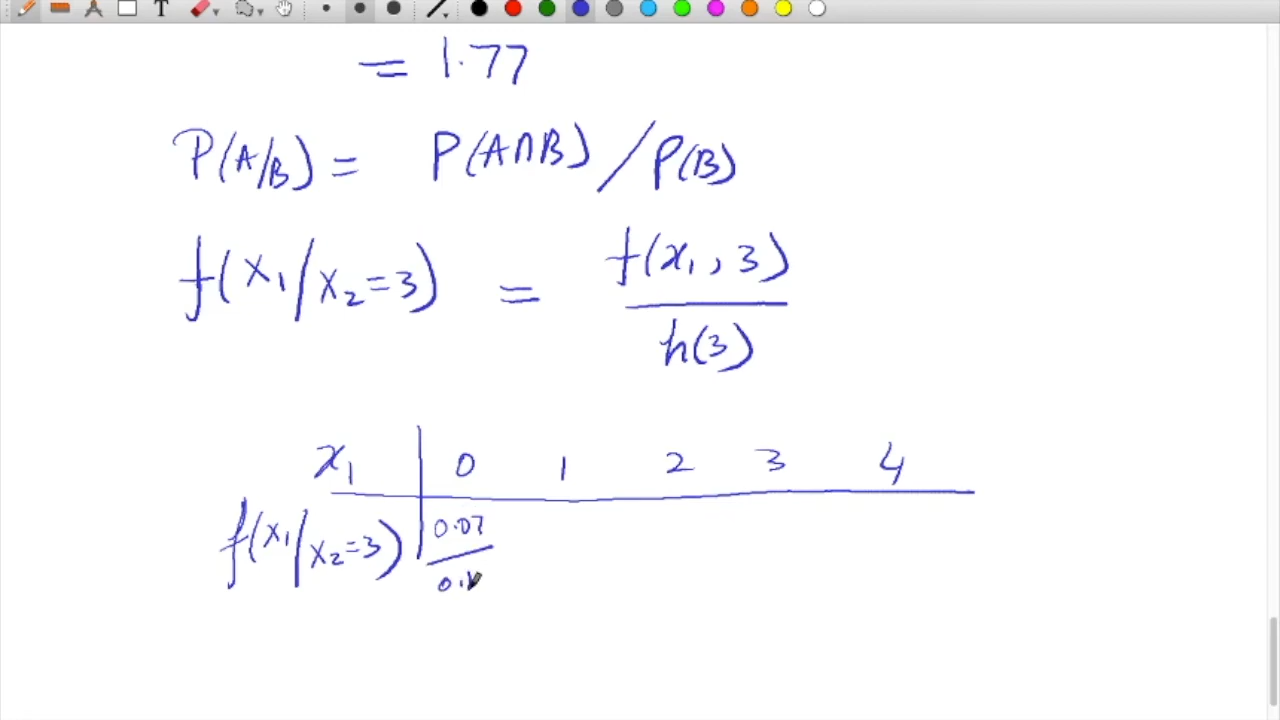 = 1.77
P(A/B) = P(A∩B) / P(B)
f(x₁/x₂=3) = f(x₁, 3) / h(3)
x₁ 0 1 2 3 4
f(x₁/x₂=3) 0.07